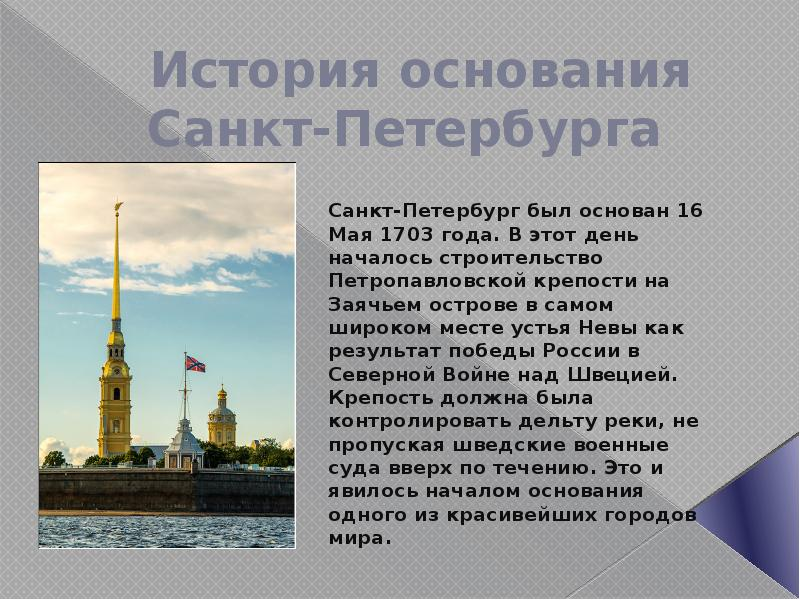 История основания
Санкт-Петербурга
Санкт-Петербург был основан 16
Мая 1703 года. В этот день
началось строительство
Петропавловской крепости на
Заячьем острове в самом
широком месте устья Невы как
результат победы России в
Северной Войне над Швецией.
Крепость должна была
контролировать дельту реки, не
пропуская шведские военные
суда вверх по течению. Это и
явилось началом основания
одного из красивейших городов
мира.